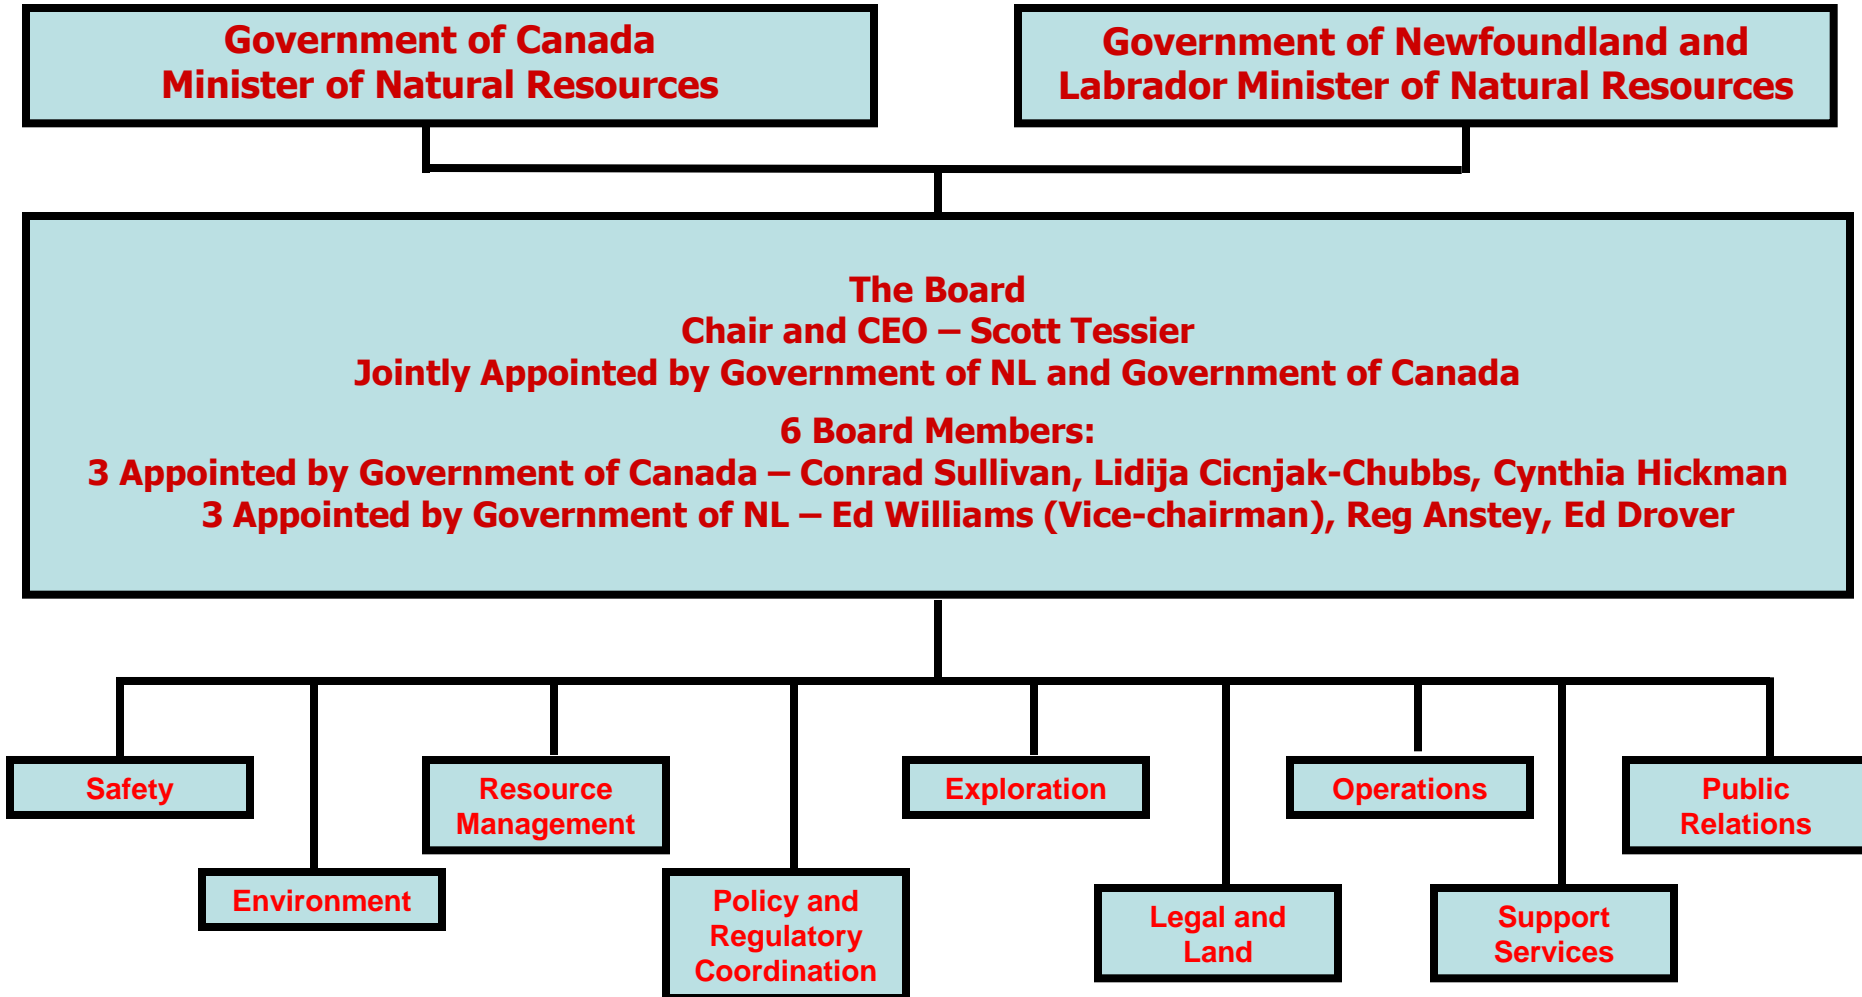 Government of Canada
Minister of Natural Resources
Government of Newfoundland and
Labrador Minister of Natural Resources
The Board
Chair and CEO – Scott Tessier
Jointly Appointed by Government of NL and Government of Canada
6 Board Members:
3 Appointed by Government of Canada – Conrad Sullivan, Lidija Cicnjak-Chubbs, Cynthia Hickman
3 Appointed by Government of NL – Ed Williams (Vice-chairman), Reg Anstey, Ed Drover
Safety
Environment
Resource
Management
Policy and
Regulatory
Coordination
Exploration
Legal and
Land
Operations
Support
Services
Public
Relations